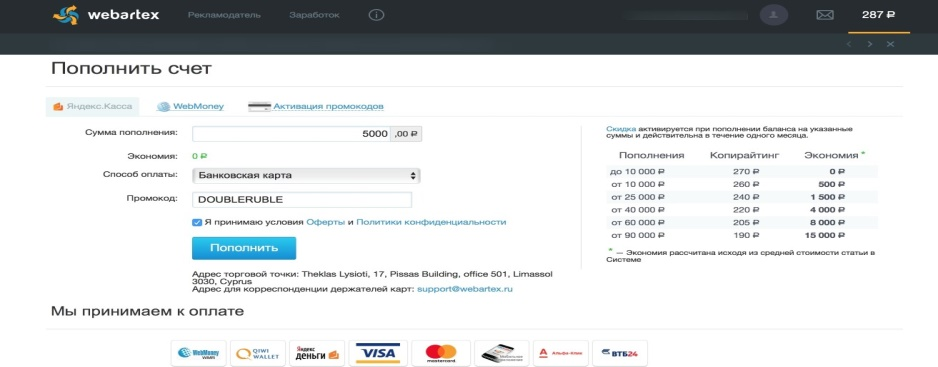 webartex Рекламодатель Заработок 287 ₽
Пополнить счет
Яндекс.Касса WebMoney Активация промокодов
Сумма пополнения: 5000 ,00 ₽
Экономия: 0 ₽
Способ оплаты: Банковская карта
Промокод: DOUBLERUBLE
Я принимаю условия Оферты и Политики конфиденциальности
Пополнить
Адрес торговой точки: Theklas Lysioti, 17, Pissas Building, office 501, Limassol
3030, Cyprus
Адрес для корреспонденции держателей карт: support@webartex.ru
Скидка активируется при пополнении баланса на указанные
суммы и действительна в течение одного месяца.
Пополнения Копирайтинг Экономия *
до 10 000 ₽ 270 ₽ 0 ₽
от 10 000 ₽ 260 ₽ 500 ₽
от 25 000 ₽ 240 ₽ 1 500 ₽
от 40 000 ₽ 220 ₽ 4 000 ₽
от 60 000 ₽ 205 ₽ 8 000 ₽
от 90 000 ₽ 190 ₽ 15 000 ₽
* — Экономия рассчитана исходя из средней стоимости статьи в
Системе
Мы принимаем к оплате
WebMoney QIWI WALLET Яндекс деньги VISA mastercard Альфа-Клик ВТБ24